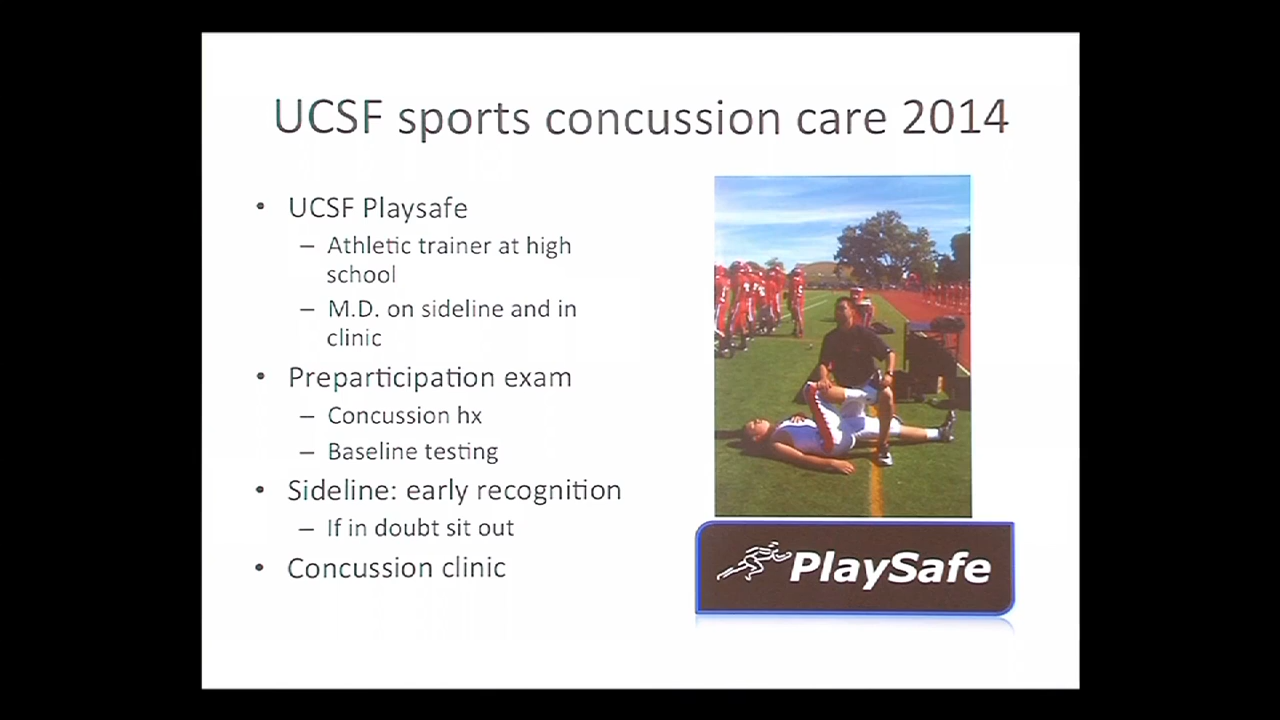 UCSF sports concussion care 2014
• UCSF Playsafe
– Athletic trainer at high
school
– M.D. on sideline and in
clinic
• Preparticipation exam
– Concussion hx
– Baseline testing
• Sideline: early recognition
– If in doubt sit out
• Concussion clinic
PlaySafe